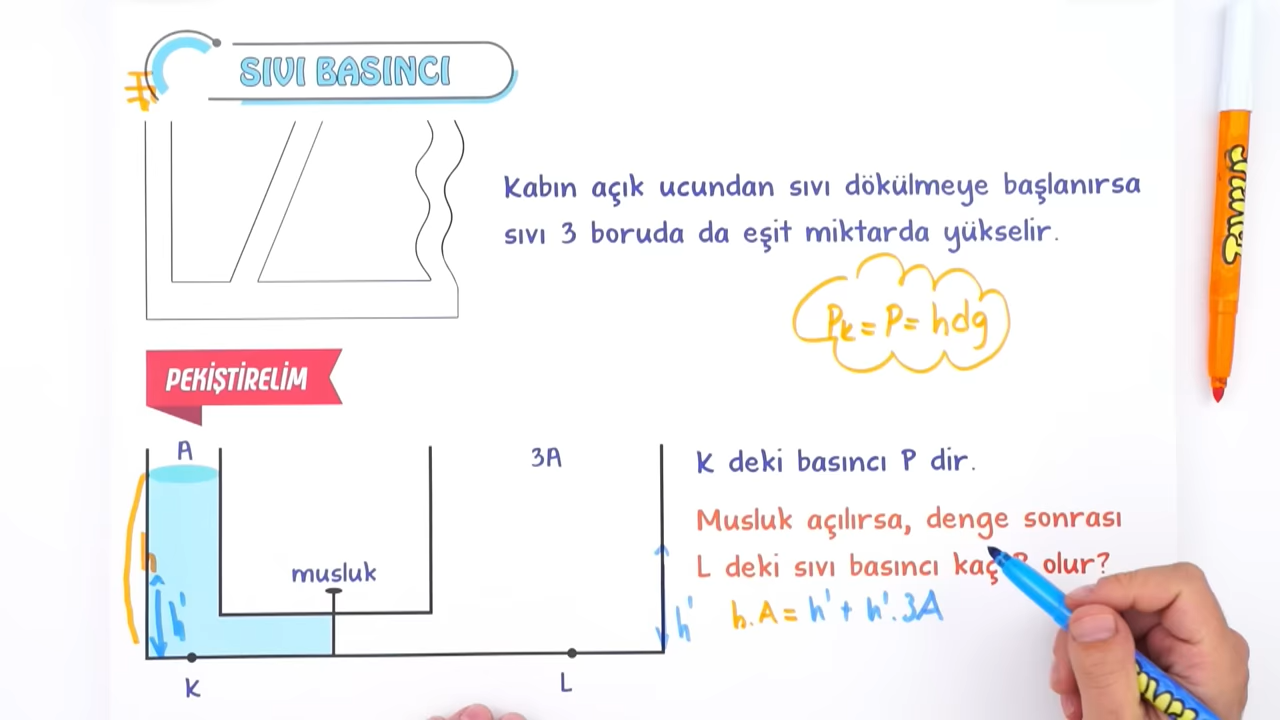 SIVI BASINCI
Kabın açık ucundan sıvı dökülmeye başlanırsa
sıvı 3 boruda da eşit miktarda yükselir.
Pk = P = hdg
PEKİŞTİRELİM
A
3A
h
h'
musluk
K
L
h'
K deki basıncı P dir.
Musluk açılırsa, denge sonrası
L deki sıvı basıncı kaç P olur?
h.A = h' + h'.3A